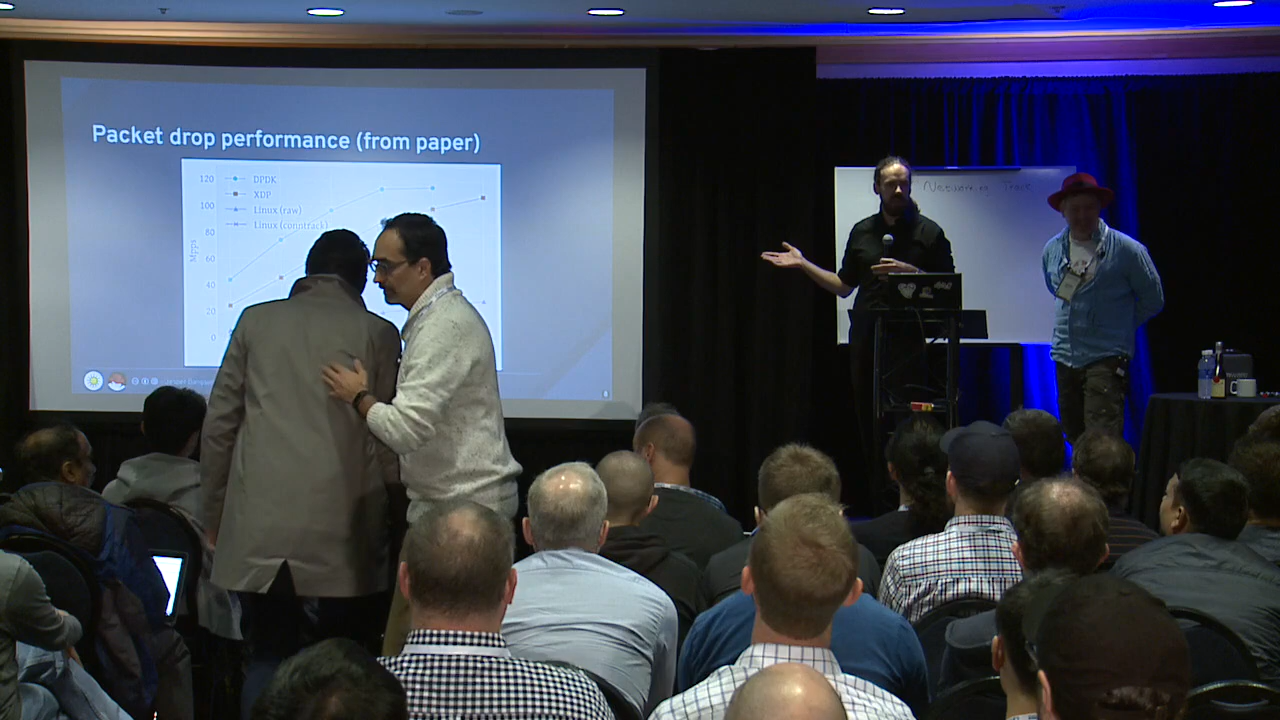 Packet drop performance (from paper)
120
DPDK
XDP
100
Linux (raw)
Linux (conntrack)
80
Mpps
60
40
20
0
Networking Track